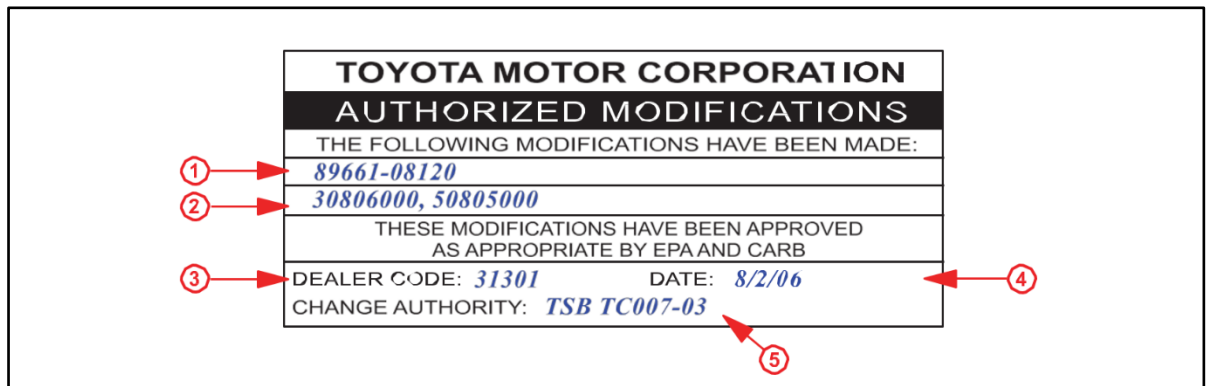 TOYOTA MOTOR CORPORATION
AUTHORIZED MODIFICATIONS
THE FOLLOWING MODIFICATIONS HAVE BEEN MADE:
1 89661-08120
2 30806000, 50805000
THESE MODIFICATIONS HAVE BEEN APPROVED
AS APPROPRIATE BY EPA AND CARB
3 DEALER CODE: 31301 DATE: 8/2/06 4
CHANGE AUTHORITY: TSB TC007-03
5